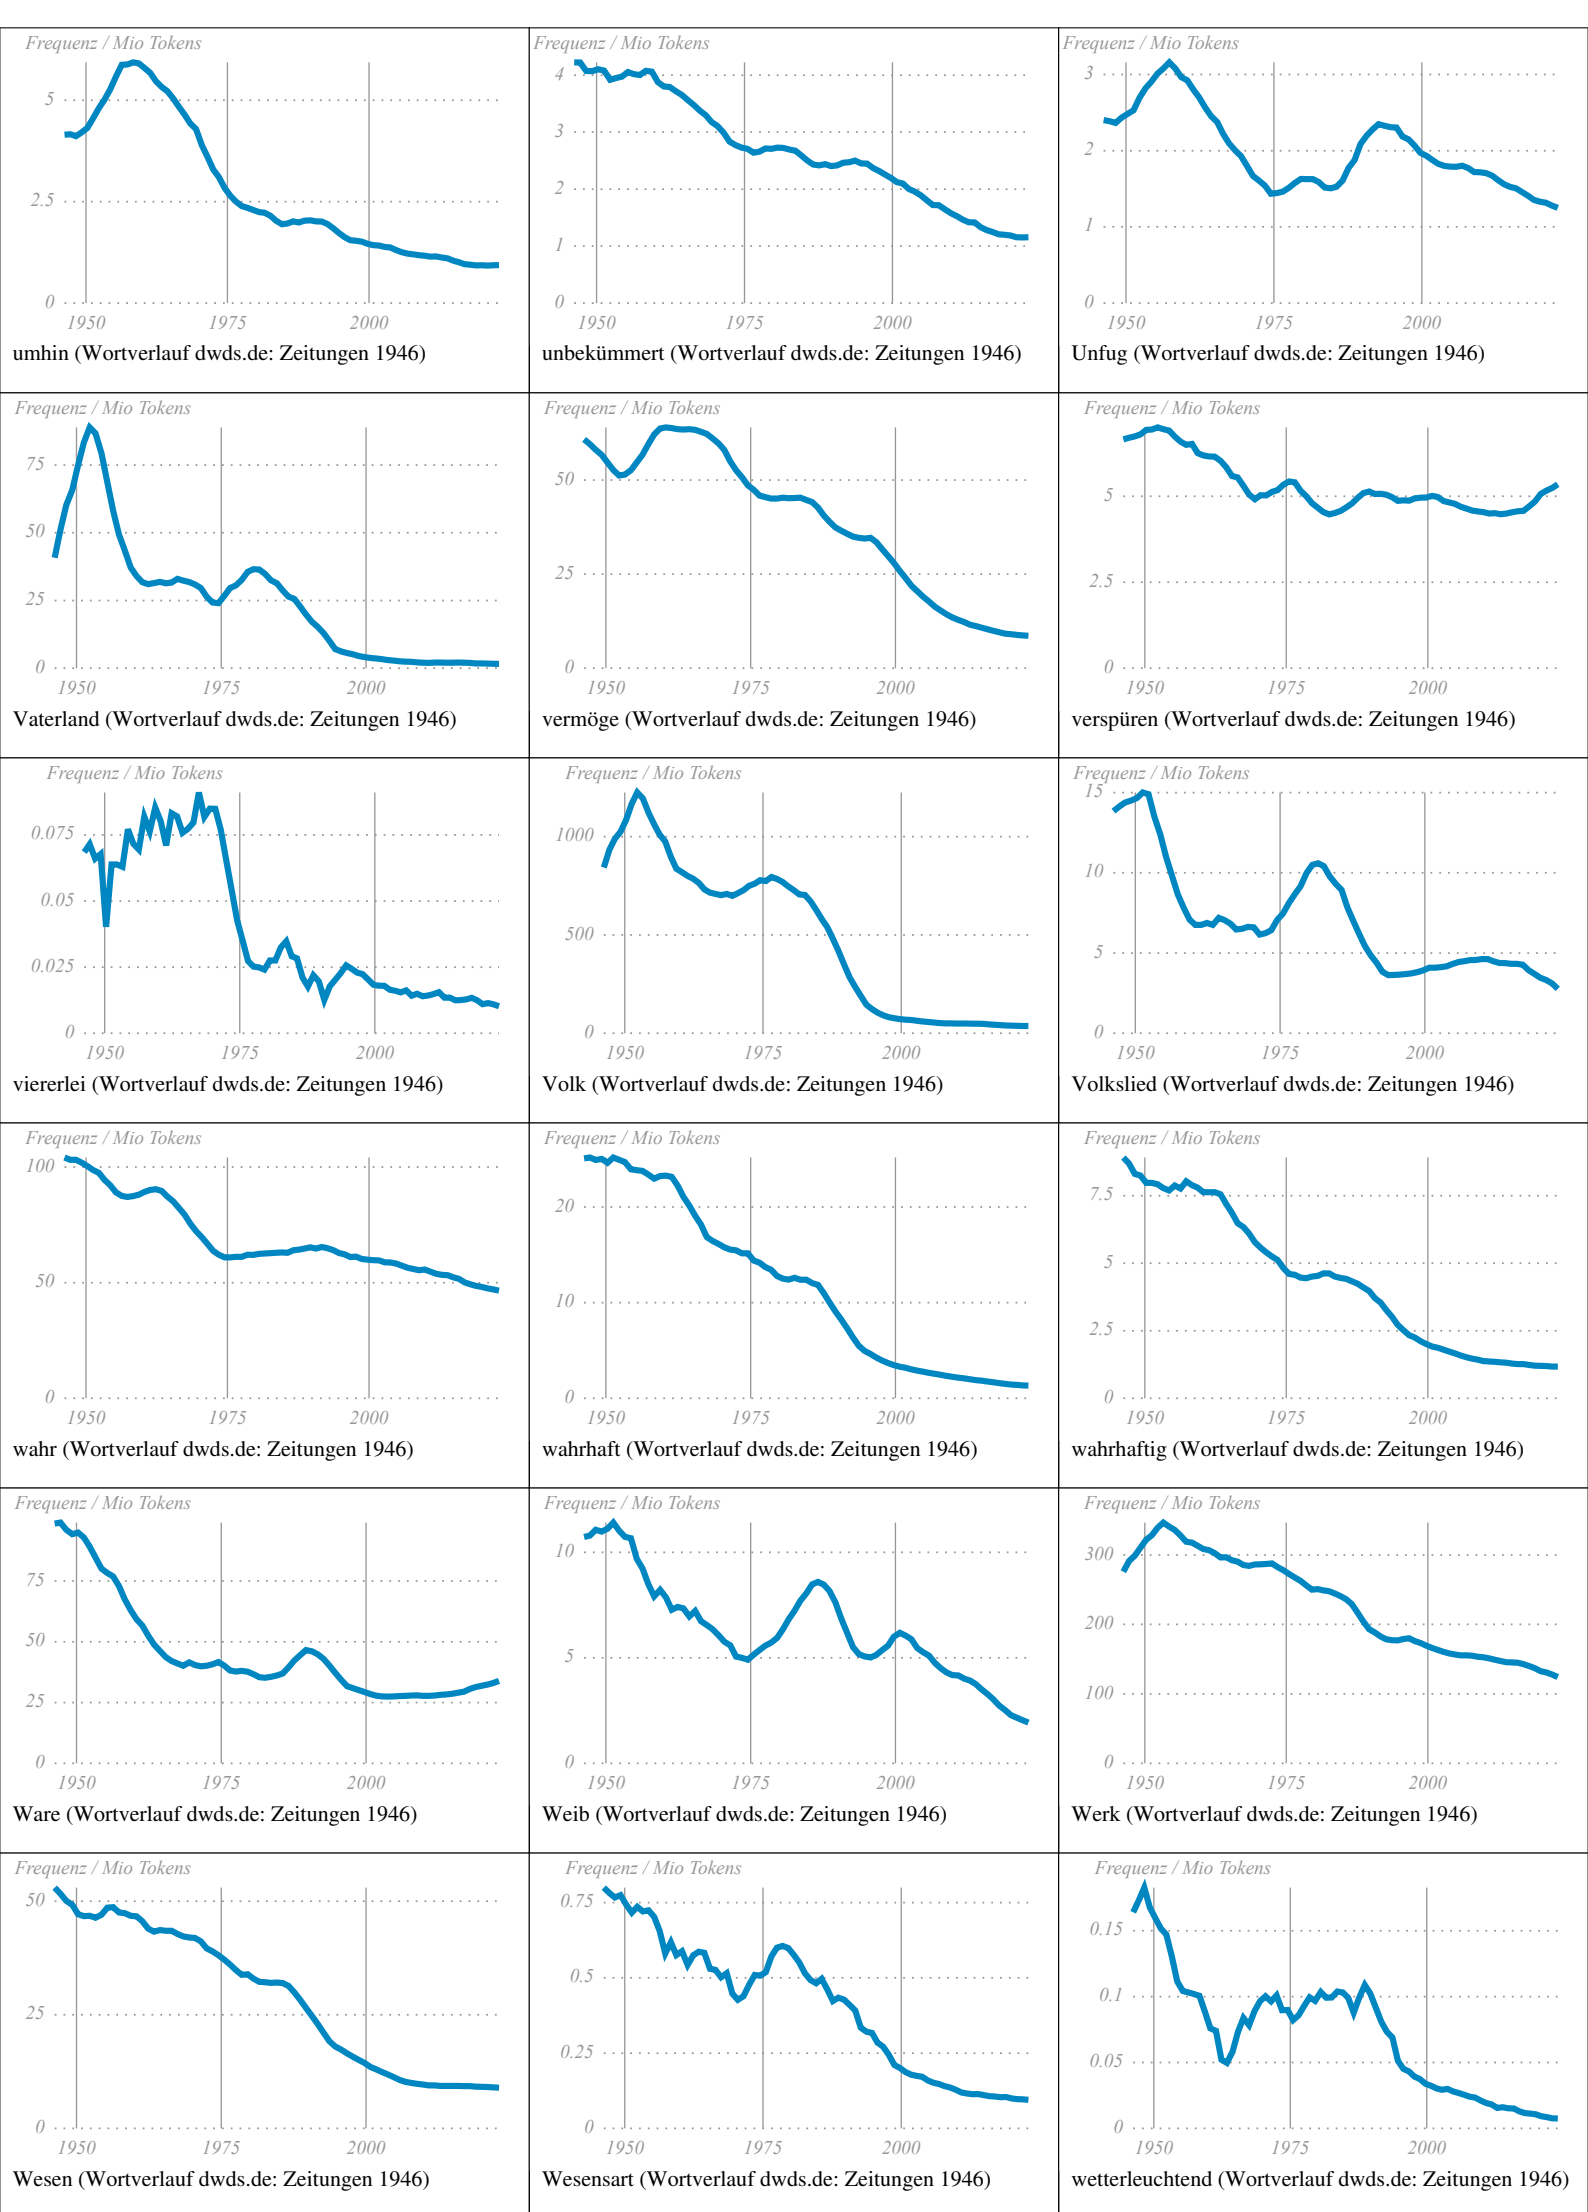 Frequenz / Mio Tokens
5
2.5
0
1950 1975 2000
umhin (Wortverlauf dwds.de: Zeitungen 1946)
Frequenz / Mio Tokens
4
3
2
1
0
1950 1975 2000
unbekümmert (Wortverlauf dwds.de: Zeitungen 1946)
Frequenz / Mio Tokens
3
2
1
0
1950 1975 2000
Unfug (Wortverlauf dwds.de: Zeitungen 1946)
Frequenz / Mio Tokens
75
50
25
0
1950 1975 2000
Vaterland (Wortverlauf dwds.de: Zeitungen 1946)
Frequenz / Mio Tokens
50
25
0
1950 1975 2000
vermöge (Wortverlauf dwds.de: Zeitungen 1946)
Frequenz / Mio Tokens
5
2.5
0
1950 1975 2000
verspüren (Wortverlauf dwds.de: Zeitungen 1946)
Frequenz / Mio Tokens
0.075
0.05
0.025
0
1950 1975 2000
viererlei (Wortverlauf dwds.de: Zeitungen 1946)
Frequenz / Mio Tokens
1000
500
0
1950 1975 2000
Volk (Wortverlauf dwds.de: Zeitungen 1946)
Frequenz / Mio Tokens
15
10
5
0
1950 1975 2000
Volkslied (Wortverlauf dwds.de: Zeitungen 1946)
Frequenz / Mio Tokens
100
50
0
1950 1975 2000
wahr (Wortverlauf dwds.de: Zeitungen 1946)
Frequenz / Mio Tokens
20
10
0
1950 1975 2000
wahrhaft (Wortverlauf dwds.de: Zeitungen 1946)
Frequenz / Mio Tokens
7.5
5
2.5
0
1950 1975 2000
wahrhaftig (Wortverlauf dwds.de: Zeitungen 1946)
Frequenz / Mio Tokens
75
50
25
0
1950 1975 2000
Ware (Wortverlauf dwds.de: Zeitungen 1946)
Frequenz / Mio Tokens
10
5
0
1950 1975 2000
Weib (Wortverlauf dwds.de: Zeitungen 1946)
Frequenz / Mio Tokens
300
200
100
0
1950 1975 2000
Werk (Wortverlauf dwds.de: Zeitungen 1946)
Frequenz / Mio Tokens
50
25
0
1950 1975 2000
Wesen (Wortverlauf dwds.de: Zeitungen 1946)
Frequenz / Mio Tokens
0.75
0.5
0.25
0
1950 1975 2000
Wesensart (Wortverlauf dwds.de: Zeitungen 1946)
Frequenz / Mio Tokens
0.15
0.1
0.05
0
1950 1975 2000
wetterleuchtend (Wortverlauf dwds.de: Zeitungen 1946)